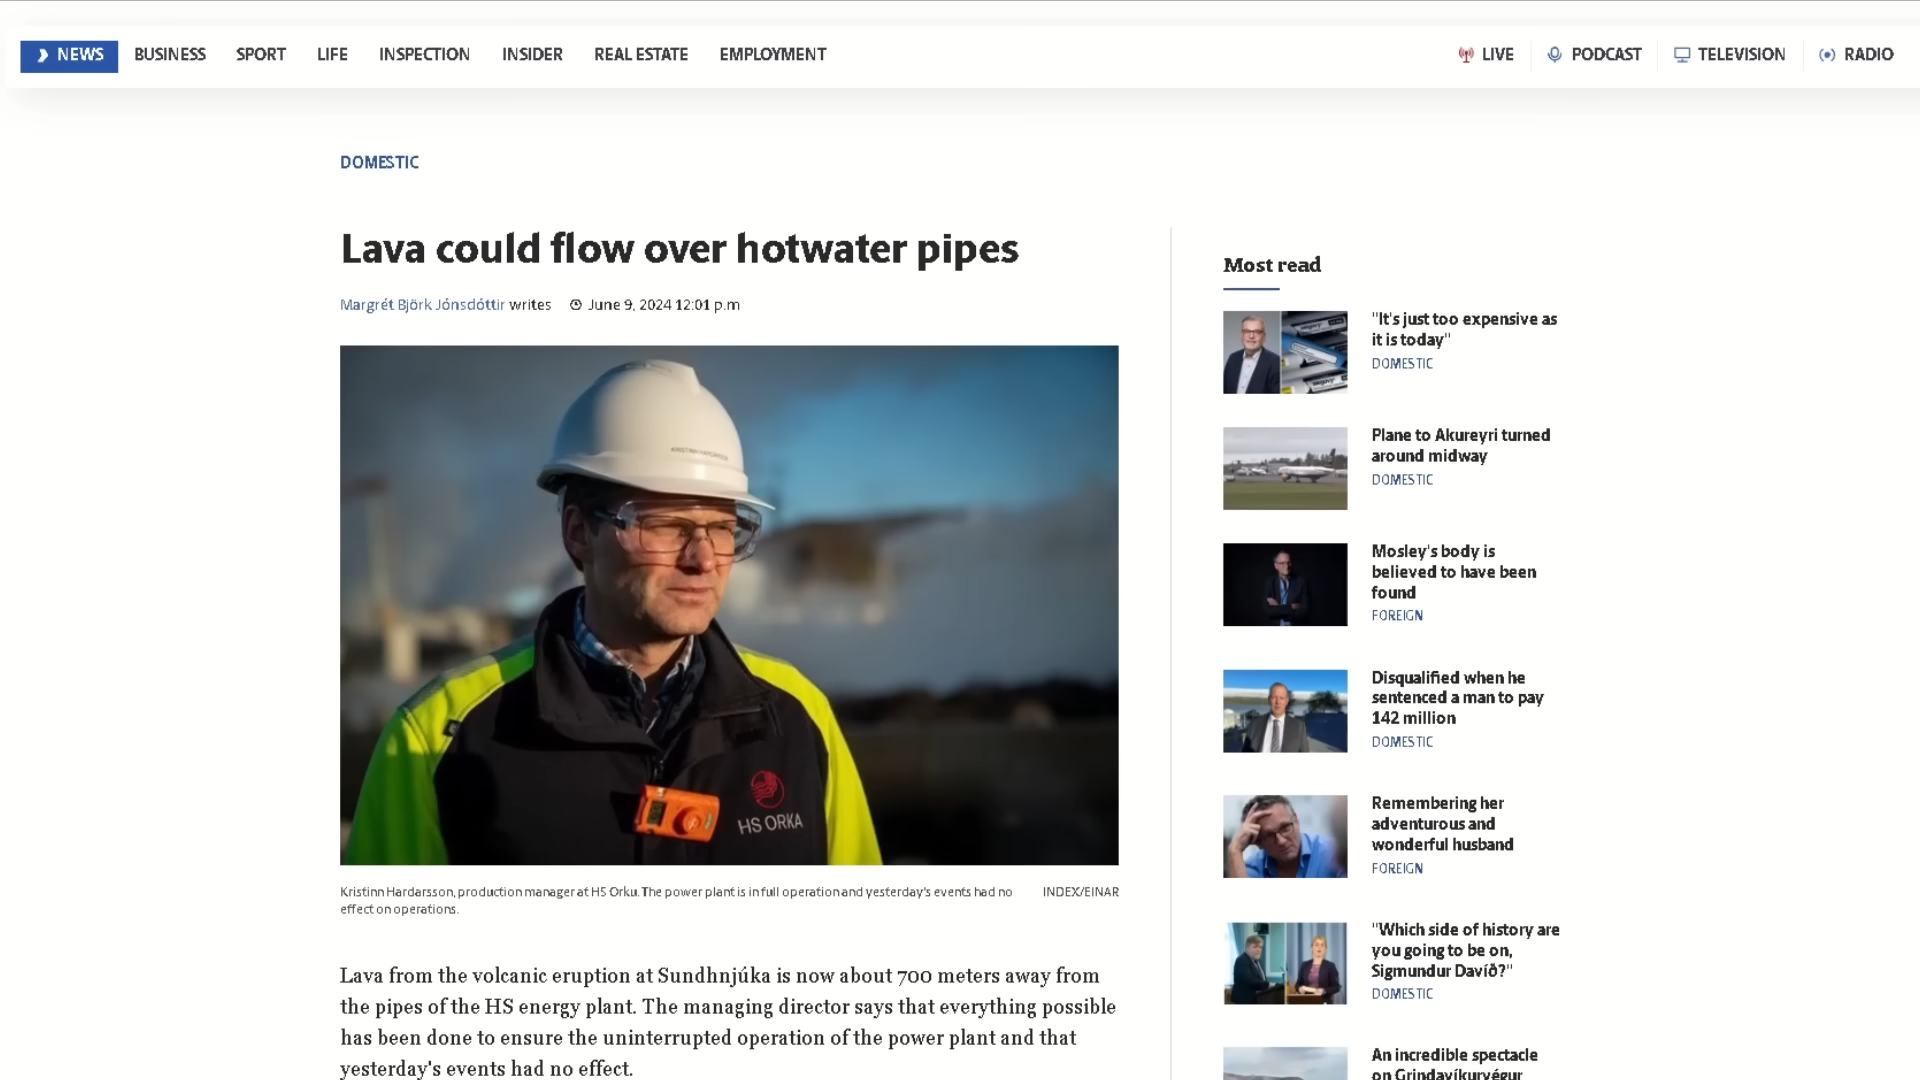 NEWS BUSINESS SPORT LIFE INSPECTION INSIDER REAL ESTATE EMPLOYMENT LIVE PODCAST TELEVISION RADIO
DOMESTIC
Lava could flow over hotwater pipes
Margrét Björk Jónsdóttir writes June 9, 2024 12:01 p.m
HS ORKA
Kristinn Hardarsson, production manager at HS Orku. The power plant is in full operation and yesterday's events had no
effect on operations.
INDEX/EINAR
Lava from the volcanic eruption at Sundhnjúka is now about 700 meters away from
the pipes of the HS energy plant. The managing director says that everything possible
has been done to ensure the uninterrupted operation of the power plant and that
yesterday's events had no effect.
Most read
"It's just too expensive as
it is today"
DOMESTIC
Plane to Akureyri turned
around midway
DOMESTIC
Mosley's body is
believed to have been
found
FOREIGN
Disqualified when he
sentenced a man to pay
142 million
DOMESTIC
Remembering her
adventurous and
wonderful husband
FOREIGN
"Which side of history are
you going to be on,
Sigmundur Davíð?"
DOMESTIC
An incredible spectacle
on Grindavíkurvégur